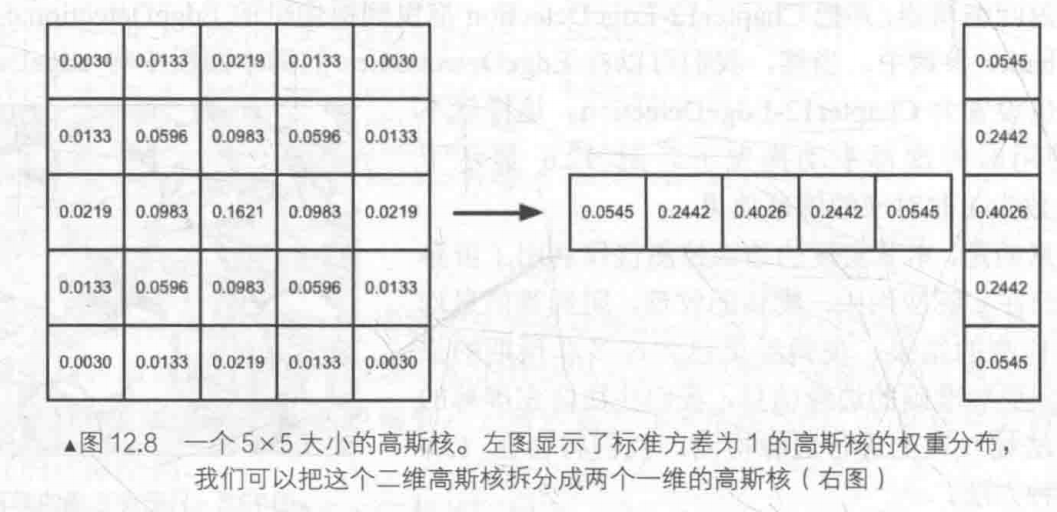 0.0030 0.0133 0.0219 0.0133 0.0030
0.0133 0.0596 0.0983 0.0596 0.0133
0.0219 0.0983 0.1621 0.0983 0.0219
0.0133 0.0596 0.0983 0.0596 0.0133
0.0030 0.0133 0.0219 0.0133 0.0030
0.0545 0.2442 0.4026 0.2442 0.0545
0.0545
0.2442
0.4026
0.2442
0.0545
▲图 12.8 一个 5×5 大小的高斯核。左图显示了标准方差为 1 的高斯核的权重分布，
我们可以把这个二维高斯核拆分成两个一维的高斯核（右图）